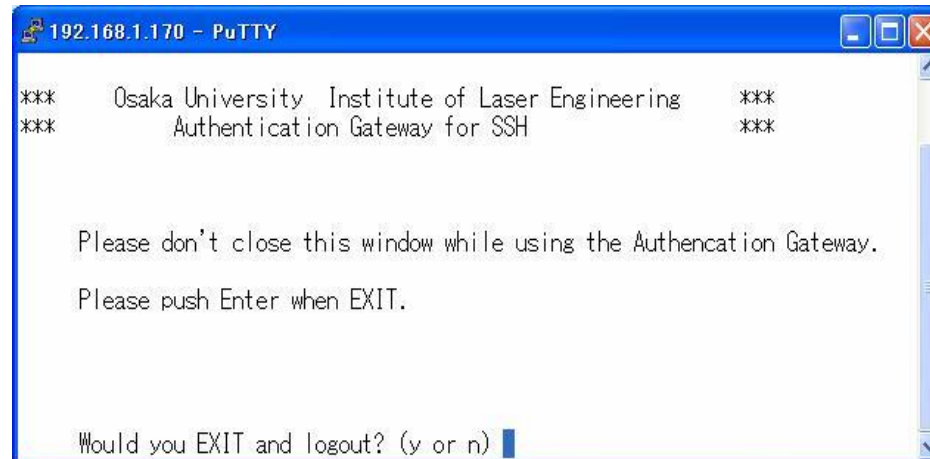 192.168.1.170 - PuTTY
*** Osaka University Institute of Laser Engineering ***
*** Authentication Gateway for SSH ***
Please don't close this window while using the Authencation Gateway.
Please push Enter when EXIT.
Would you EXIT and logout? (y or n)